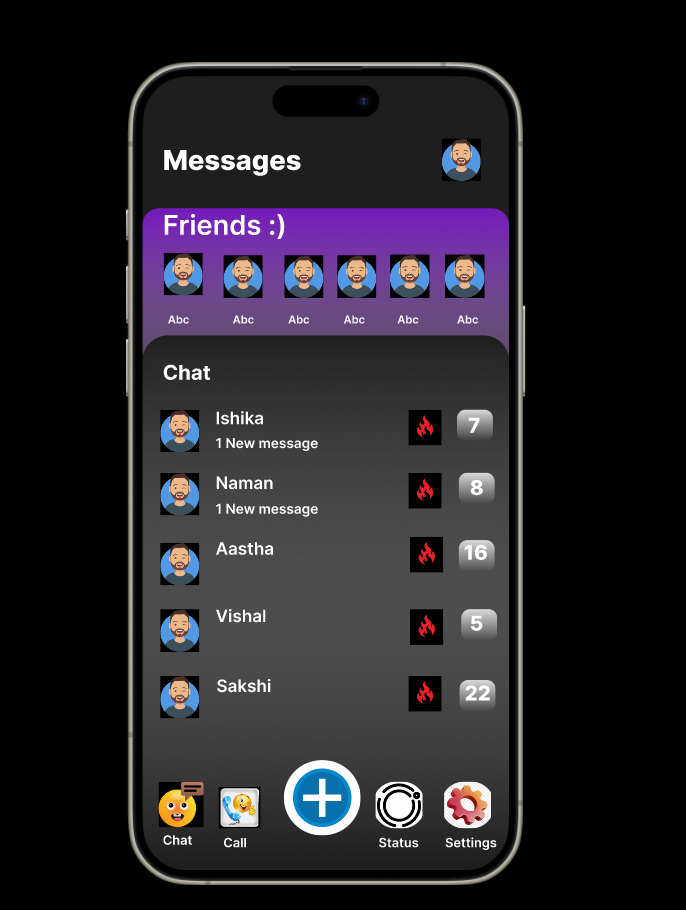 Messages
Friends :)
Abc Abc Abc Abc Abc Abc
Chat
Ishika
1 New message
7
Naman
1 New message
8
Aastha
16
Vishal
5
Sakshi
22
Chat Call Status Settings